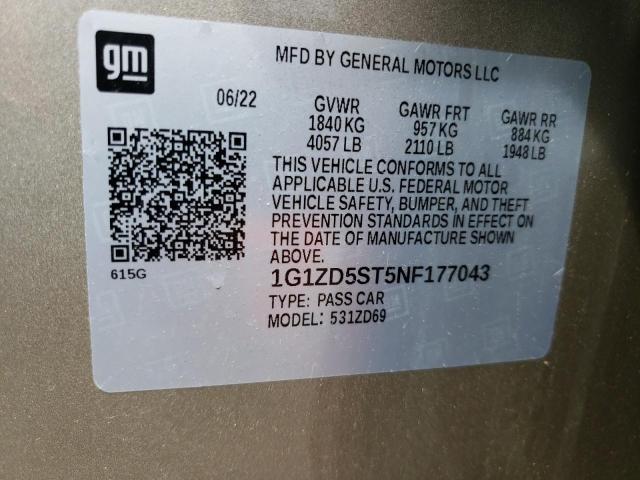 gm
MFD BY GENERAL MOTORS LLC
06/22
GVWR GAWR FRT GAWR RR
1840 KG 957 KG 884 KG
4057 LB 2110 LB 1948 LB
THIS VEHICLE CONFORMS TO ALL
APPLICABLE U.S. FEDERAL MOTOR
VEHICLE SAFETY, BUMPER, AND THEFT
PREVENTION STANDARDS IN EFFECT ON
THE DATE OF MANUFACTURE SHOWN
ABOVE.
615G
1G1ZD5ST5NF177043
TYPE: PASS CAR
MODEL: 531ZD69